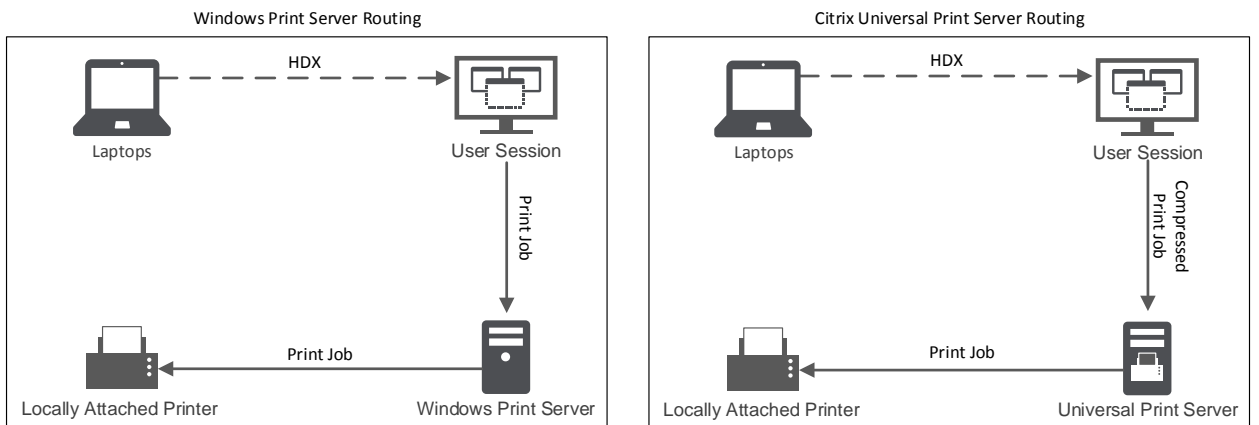 Windows Print Server Routing
HDX
Laptops
User Session
Print Job
Print Job
Locally Attached Printer
Windows Print Server
Citrix Universal Print Server Routing
HDX
Laptops
User Session
Compressed
Print Job
Print Job
Locally Attached Printer
Universal Print Server